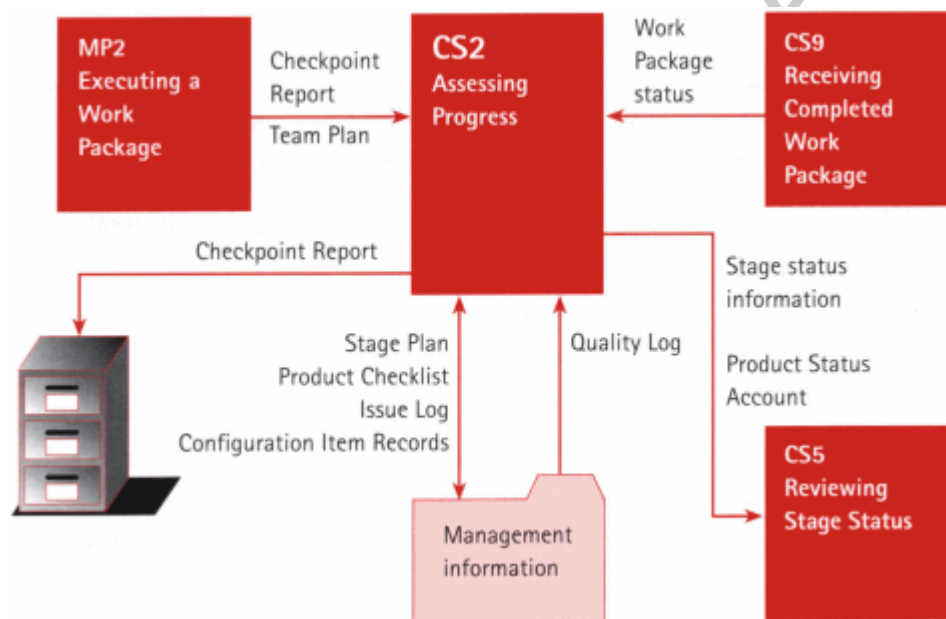 MP2
Executing a
Work
Package
Checkpoint
Report
Team Plan
CS2
Assessing
Progress
Work
Package
status
CS9
Receiving
Completed
Work
Package
Checkpoint Report
Stage Plan
Product Checklist
Issue Log
Configuration Item Records
Quality Log
Stage status
information
Product Status
Account
Management
information
CS5
Reviewing
Stage Status